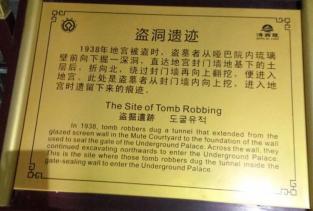 盗洞遗迹
1938年地宫被盗时，盗墓者从哑巴院内琉璃
壁前向下掘一深洞，直达地宫封门墙地基下的土
层后，折向北，绕过封门墙再向上翻挖，便进入
地宫。此处是盗墓者从封门墙内向上挖，进入地
宫时遗留下来的痕迹。
The Site of Tomb Robbing
盜掘遺跡 도굴유적
In 1938, tomb robbers dug a tunnel that extended from the
glazed screen wall in the Mute Courtyard to the foundation of the wall
used to seal the gate of the Underground Palace. Across the wall, they
continued excavating northwards to enter the Underground Palace.
This is the site where those tomb robbers dug the tunnel inside the
gate-sealing wall to enter the Underground Palace.